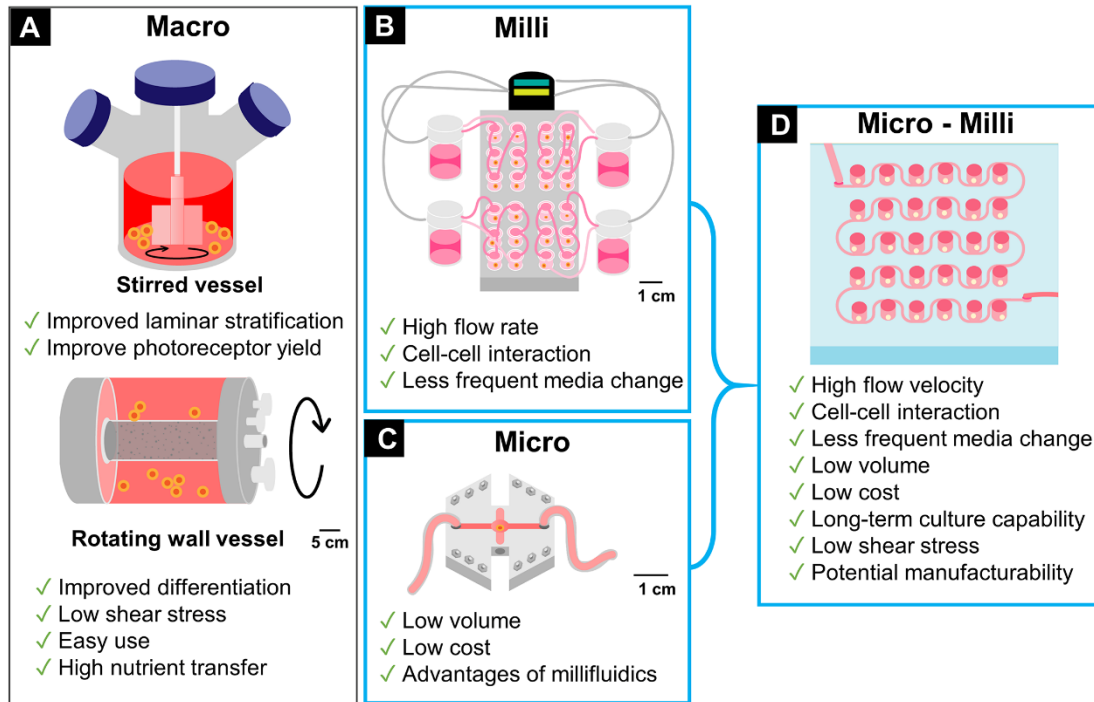 A
Macro
Stirred vessel
✓ Improved laminar stratification
✓ Improve photoreceptor yield
Rotating wall vessel
5 cm
✓ Improved differentiation
✓ Low shear stress
✓ Easy use
✓ High nutrient transfer
B
Milli
1 cm
✓ High flow rate
✓ Cell-cell interaction
✓ Less frequent media change
C
Micro
1 cm
✓ Low volume
✓ Low cost
✓ Advantages of millifluidics
D
Micro - Milli
✓ High flow velocity
✓ Cell-cell interaction
✓ Less frequent media change
✓ Low volume
✓ Low cost
✓ Long-term culture capability
✓ Low shear stress
✓ Potential manufacturability